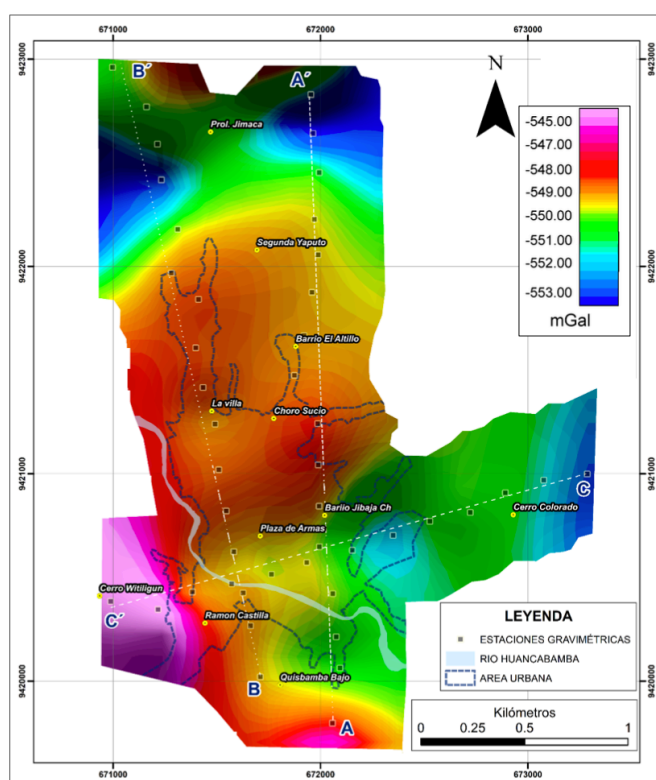 671000 672000 673000
9423000
9423000
B´
A´
N
Prol. Jimaca
-545.00
-547.00
-548.00
-549.00
-550.00
-551.00
-552.00
-553.00
mGal
Segunda Yaputo
9422000
9422000
Barrio El Altillo
La villa
Choro Sucio
9421000
9421000
C
Barrio Jibaja Ch
Cerro Colorado
Plaza de Armas
Cerro Witiligun
C´
Ramon Castilla
LEYENDA
ESTACIONES GRAVIMÉTRICAS
RIO HUANCABAMBA
AREA URBANA
9420000
9420000
B
Quisbamba Bajo
A
Kilómetros
0 0.25 0.5 1
671000 672000 673000